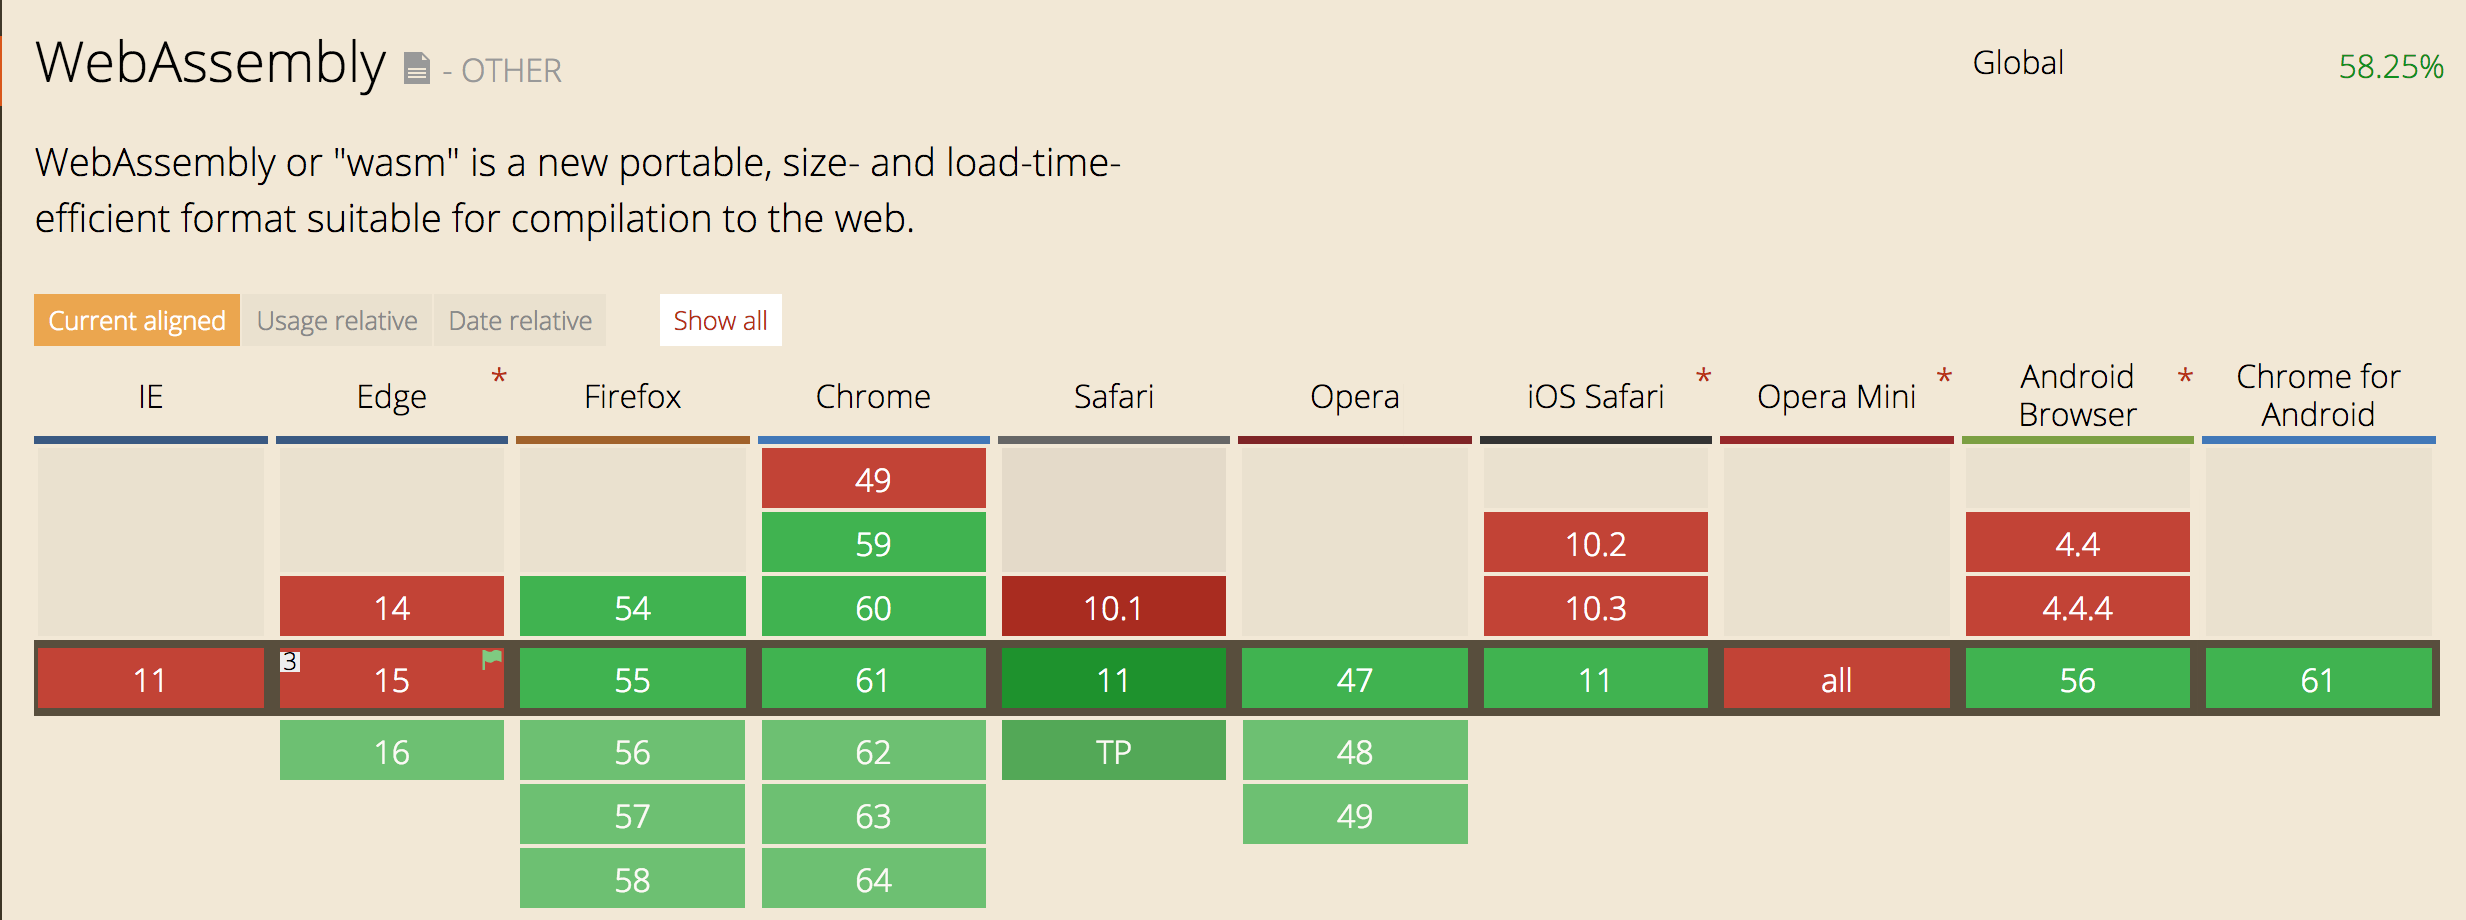 WebAssembly - OTHER
Global 58.25%
WebAssembly or "wasm" is a new portable, size- and load-time-
efficient format suitable for compilation to the web.
Current aligned Usage relative Date relative Show all
IE Edge * Firefox Chrome Safari Opera iOS Safari * Opera Mini * Android Browser * Chrome for Android
49
59 10.2 4.4
14 54 60 10.1 10.3 4.4.4
11 3 15 55 61 11 47 11 all 56 61
16 56 62 TP 48
57 63 49
58 64